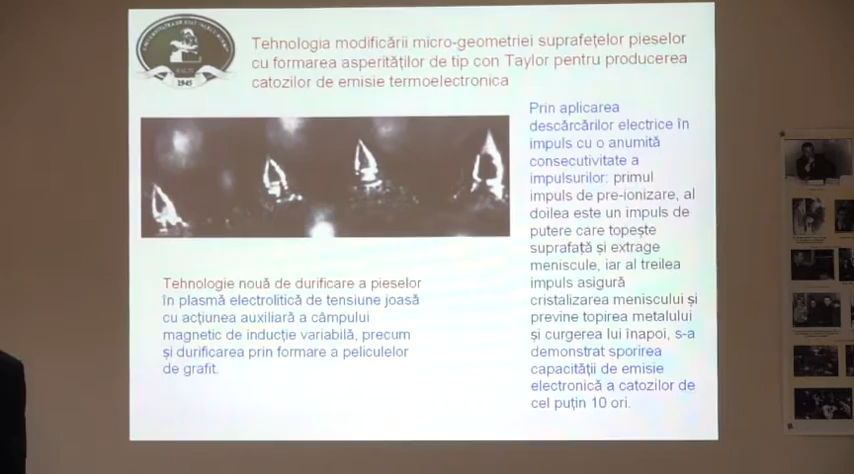 Tehnologia modificării micro-geometriei suprafețelor pieselor
cu formarea asperităților de tip con Taylor pentru producerea
catozilor de emisie termoelectronica
Prin aplicarea
descărcărilor electrice în
impuls cu o anumită
consecutivitate a
impulsurilor: primul
impuls de pre-ionizare, al
doilea este un impuls de
putere care topește
suprafață și extrage
meniscule, iar al treilea
impuls asigură
cristalizarea meniscului și
previne topirea metalului
și curgerea lui înapoi, s-a
demonstrat sporirea
capacității de emisie
electronică a catozilor de
cel puțin 10 ori.
Tehnologie nouă de durificare a pieselor
în plasmă electrolitică de tensiune joasă
cu acțiunea auxiliară a câmpului
magnetic de inducție variabilă, precum
și durificarea prin formare a peliculelor
de grafit.
1945